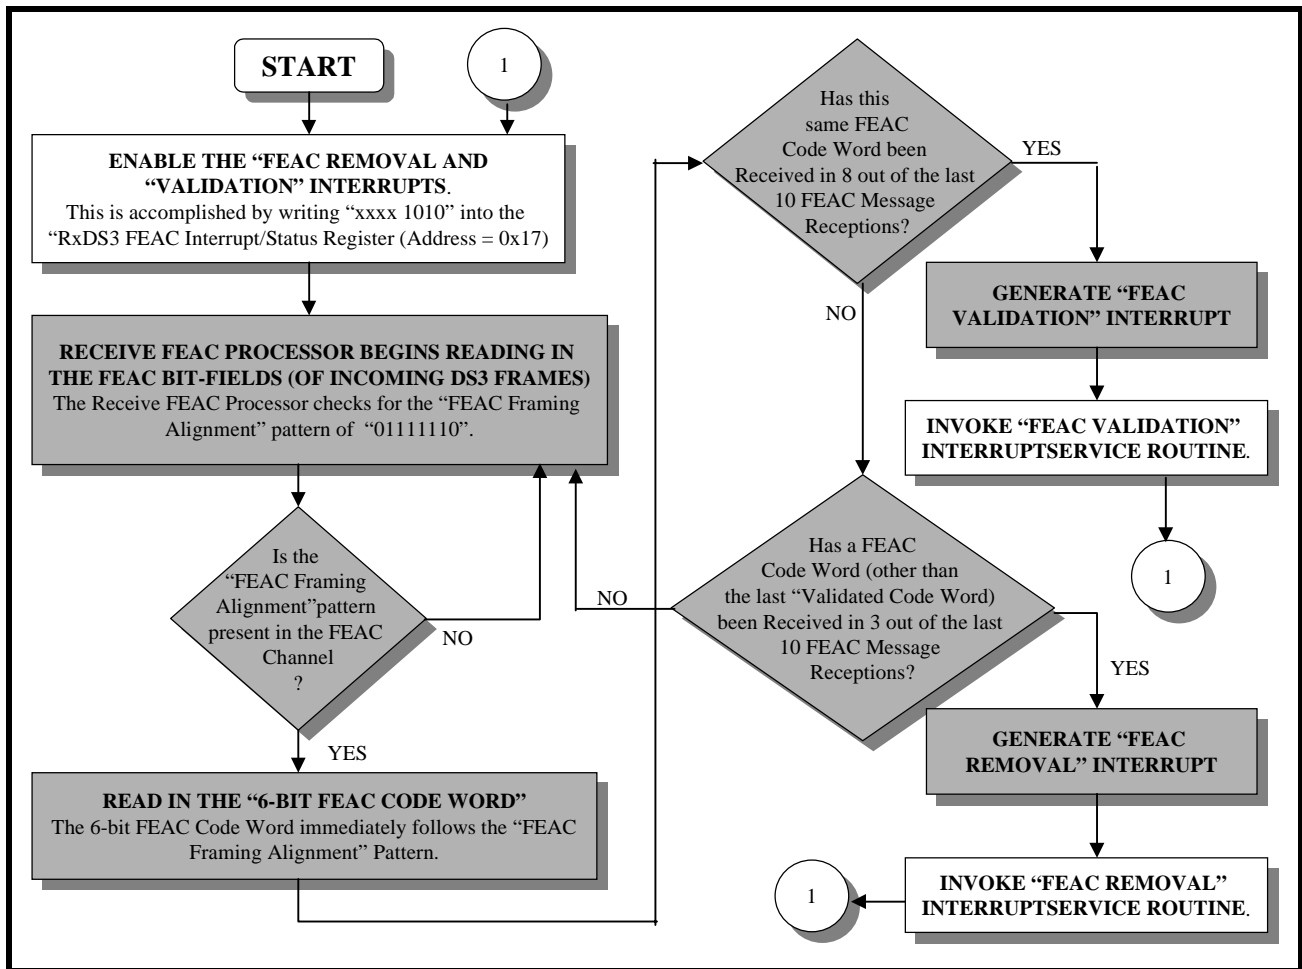 START
1
ENABLE THE “FEAC REMOVAL AND
“VALIDATION” INTERRUPTS.
This is accomplished by writing “xxxx 1010” into the
“RxDS3 FEAC Interrupt/Status Register (Address = 0x17)
RECEIVE FEAC PROCESSOR BEGINS READING IN
THE FEAC BIT-FIELDS (OF INCOMING DS3 FRAMES)
The Receive FEAC Processor checks for the “FEAC Framing
Alignment” pattern of “01111110”.
Is the
“FEAC Framing
Alignment”pattern
present in the FEAC
Channel
?
NO
YES
READ IN THE “6-BIT FEAC CODE WORD”
The 6-bit FEAC Code Word immediately follows the “FEAC
Framing Alignment” Pattern.
Has this
same FEAC
Code Word been
Received in 8 out of the last
10 FEAC Message
Receptions?
YES
NO
GENERATE “FEAC
VALIDATION” INTERRUPT
INVOKE “FEAC VALIDATION”
INTERRUPTSERVICE ROUTINE.
1
Has a FEAC
Code Word (other than
the last “Validated Code Word)
been Received in 3 out of the last
10 FEAC Message
Receptions?
NO
YES
GENERATE “FEAC
REMOVAL” INTERRUPT
INVOKE “FEAC REMOVAL”
INTERRUPTSERVICE ROUTINE.
1